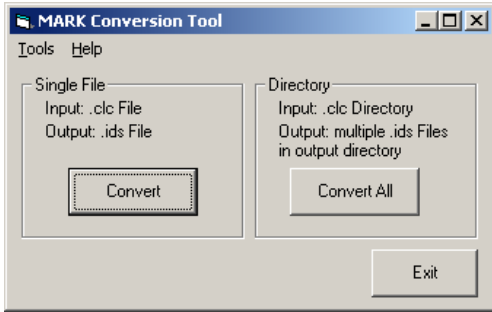 MARK Conversion Tool
Tools Help
Single File
Input: .clc File
Output: .ids File
Convert
Directory
Input: .clc Directory
Output: multiple .ids Files
in output directory
Convert All
Exit